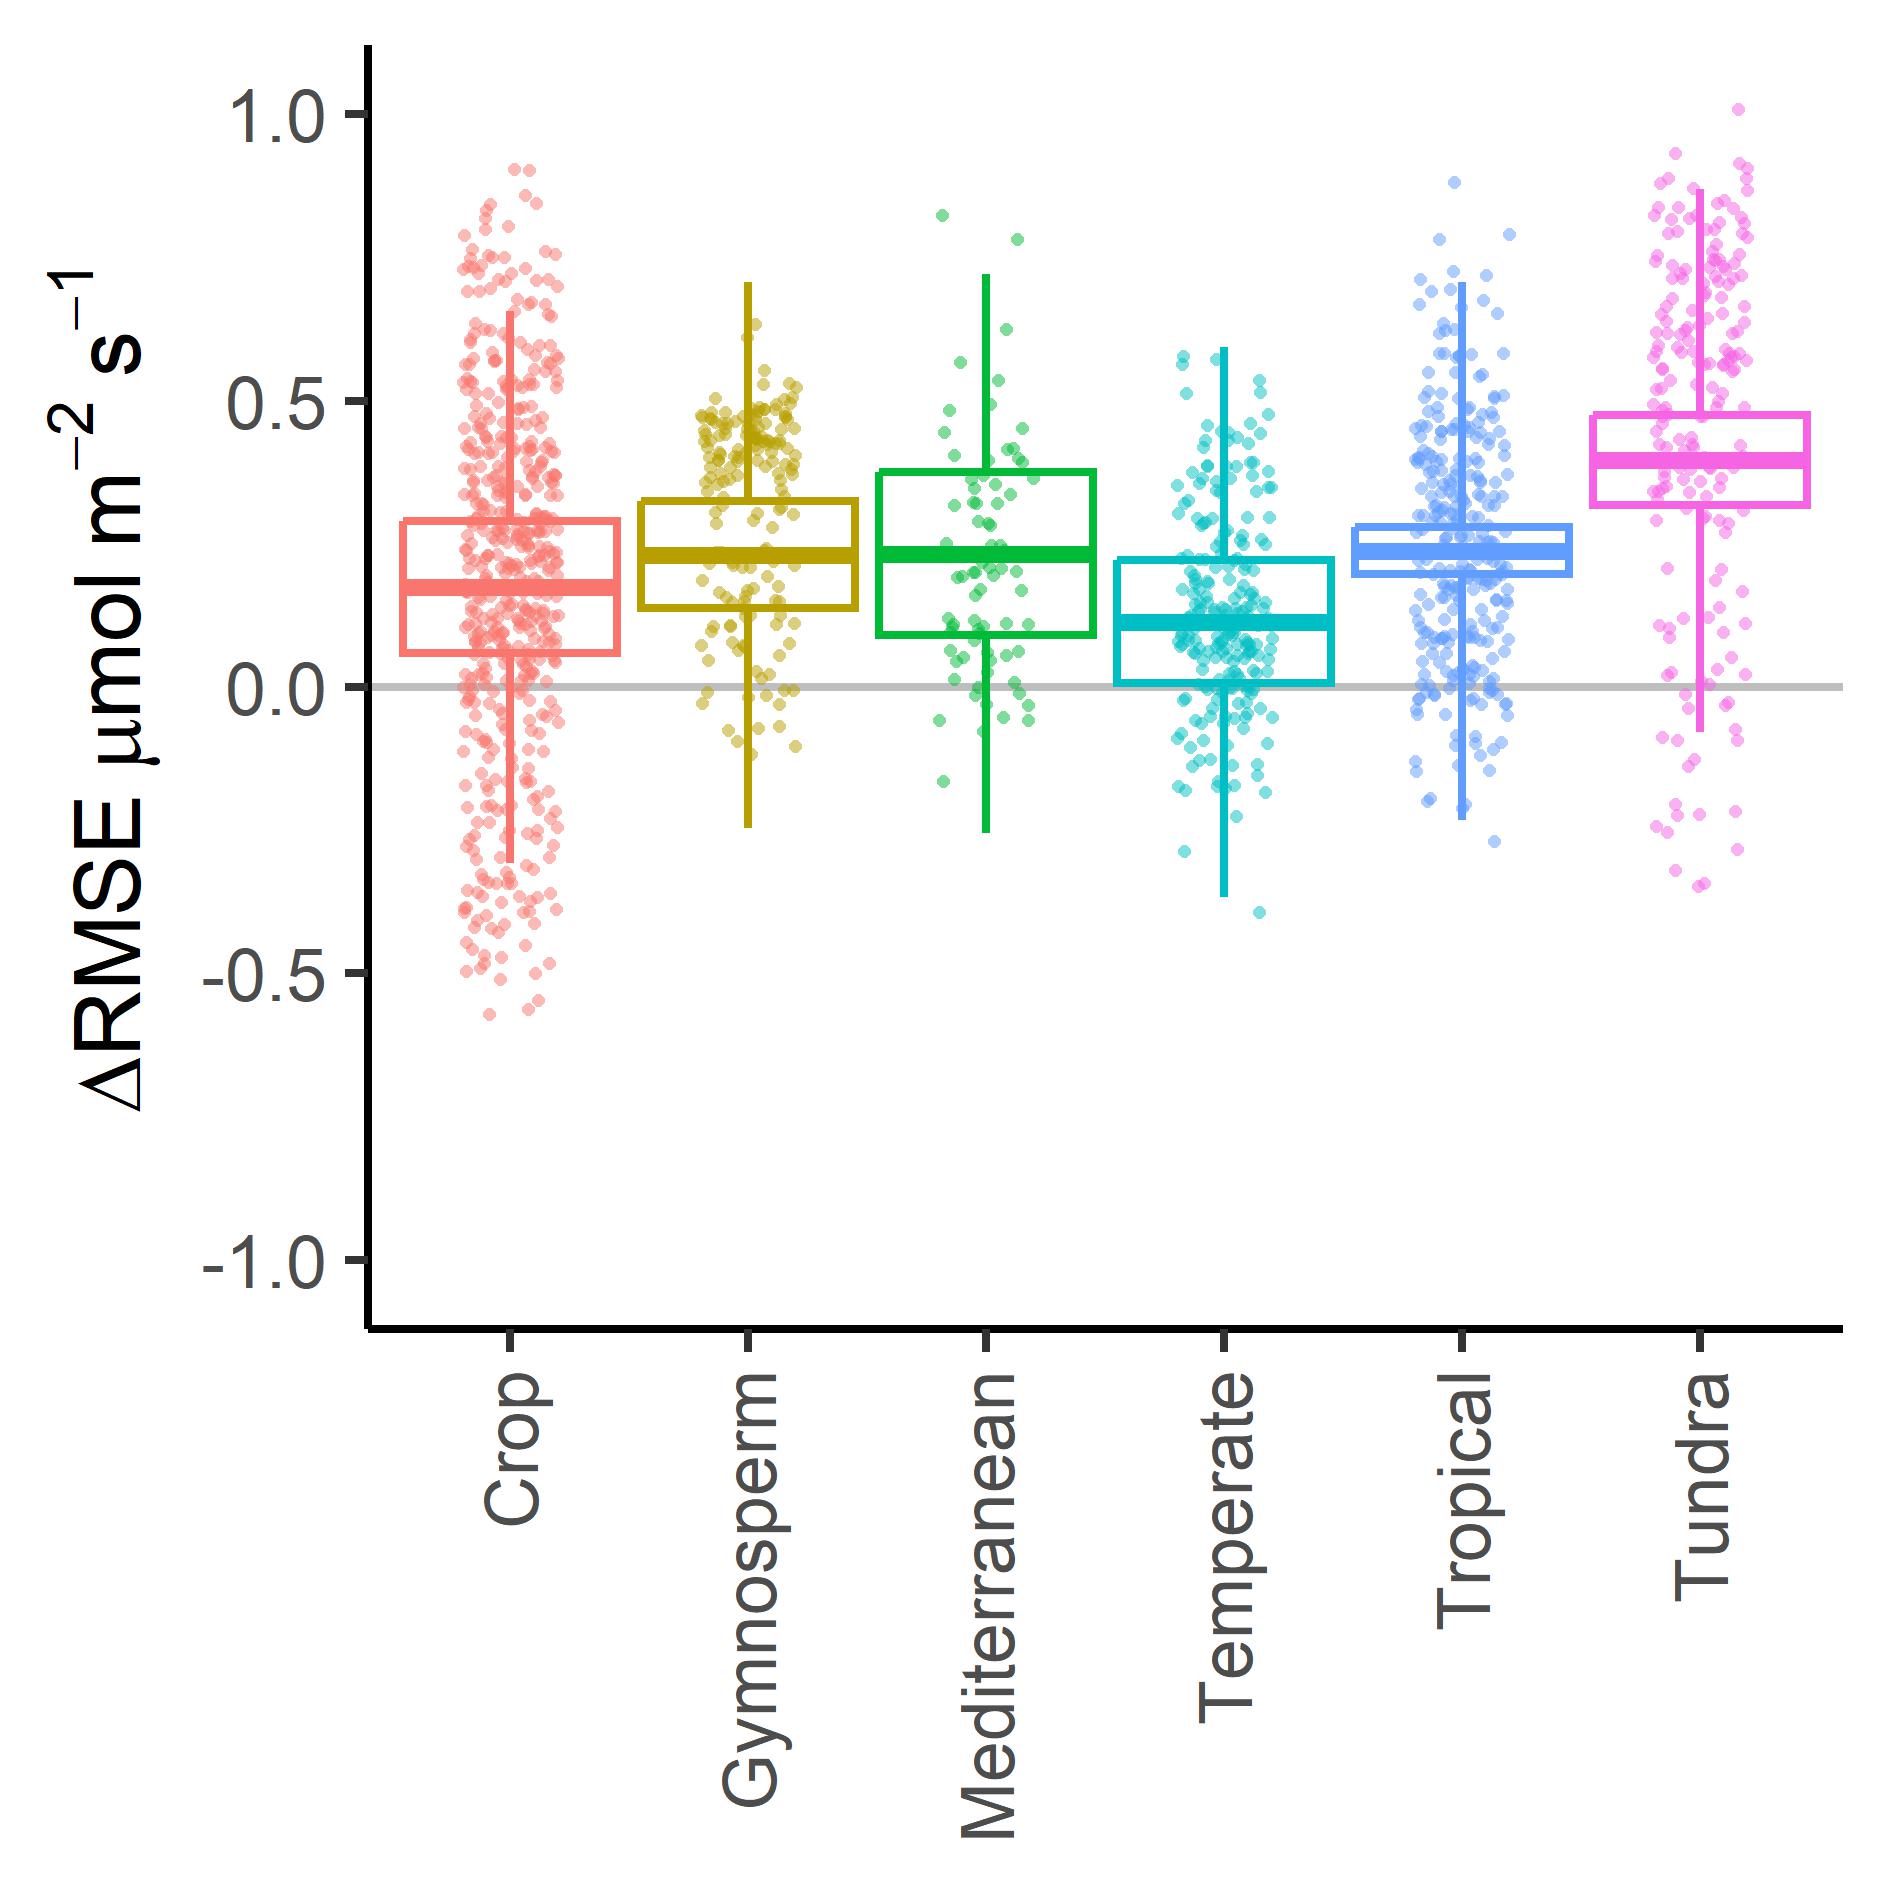 ΔRMSE µmol m⁻² s⁻¹
1.0
0.5
0.0
-0.5
-1.0
Crop
Gymnosperm
Mediterranean
Temperate
Tropical
Tundra